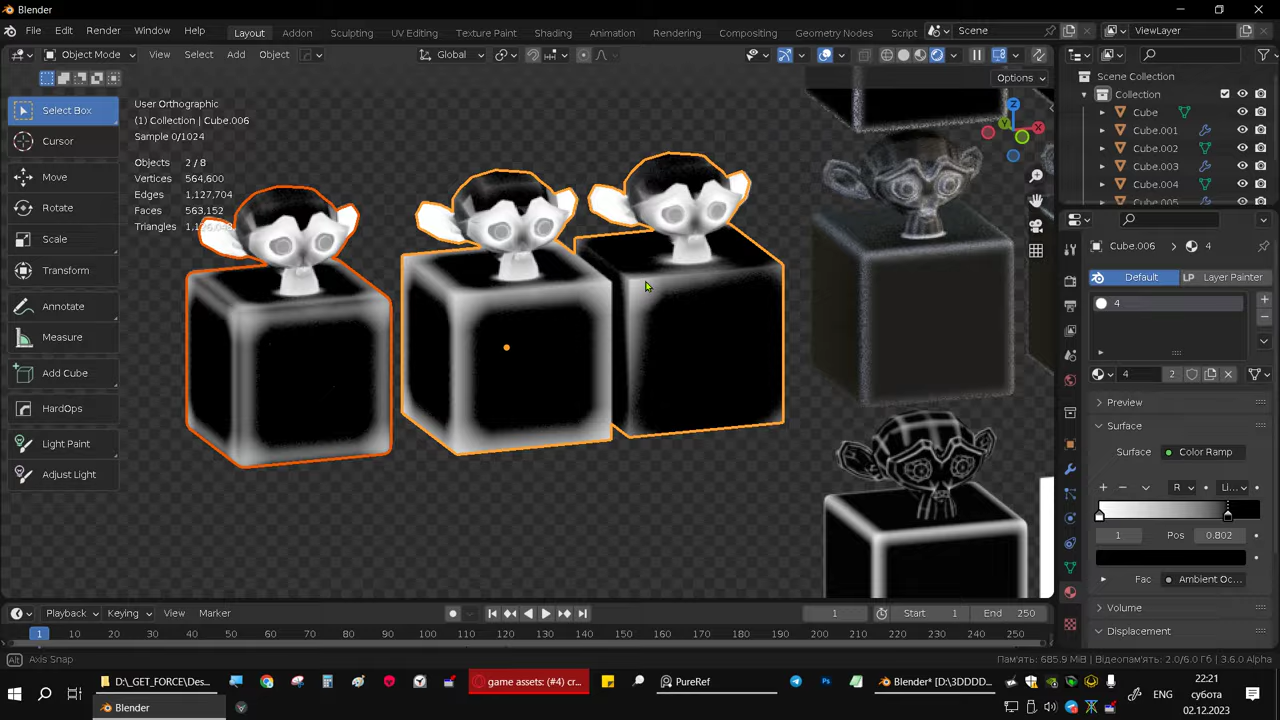 Blender
File Edit Render Window Help Layout Addon Sculpting UV Editing Texture Paint Animation Rendering Compositing Geometry Nodes Script Scene ViewLayer
Object Mode View Select Add Object Global
Options
Select Box
Cursor
Move
Rotate
Scale
Transform
Annotate
Measure
Add Cube
HardOps
Light Paint
Adjust Light
User Orthographic
(1) Collection | Cube.006
Sample 0/1024
Objects 2 / 8
Vertices 564,600
Edges 1,127,704
Faces 563,152
Triangles
Z
X
Y
Scene Collection
Collection
Cube
Cube.001
Cube.002
Cube.003
Cube.004
Cube.005
Cube.006 4
Default LP Layer Painter
4
4 2
Preview
Surface
Surface Color Ramp
R Li...
1 Pos 0.802
Fac Ambient Oc...
Volume
Displacement
Playback Keying View Marker 1 Start 1 End 250
1 10 20 30 40 50 60 70 80 90 100 110 120 130 140 150 160 170 180 190 200 210 220 230 240 250
Alt Axis Snap Пам'ять: 685.9 MiB | Відеопам'ять: 2.0/6.0 Гб | 3.6.0 Alpha
D:\_GET_FORCE\Des... game assets: (#4) cr... PureRef Blender* [D:\3DDDD...
Blender
ENG
22:21
субота
02.12.2023